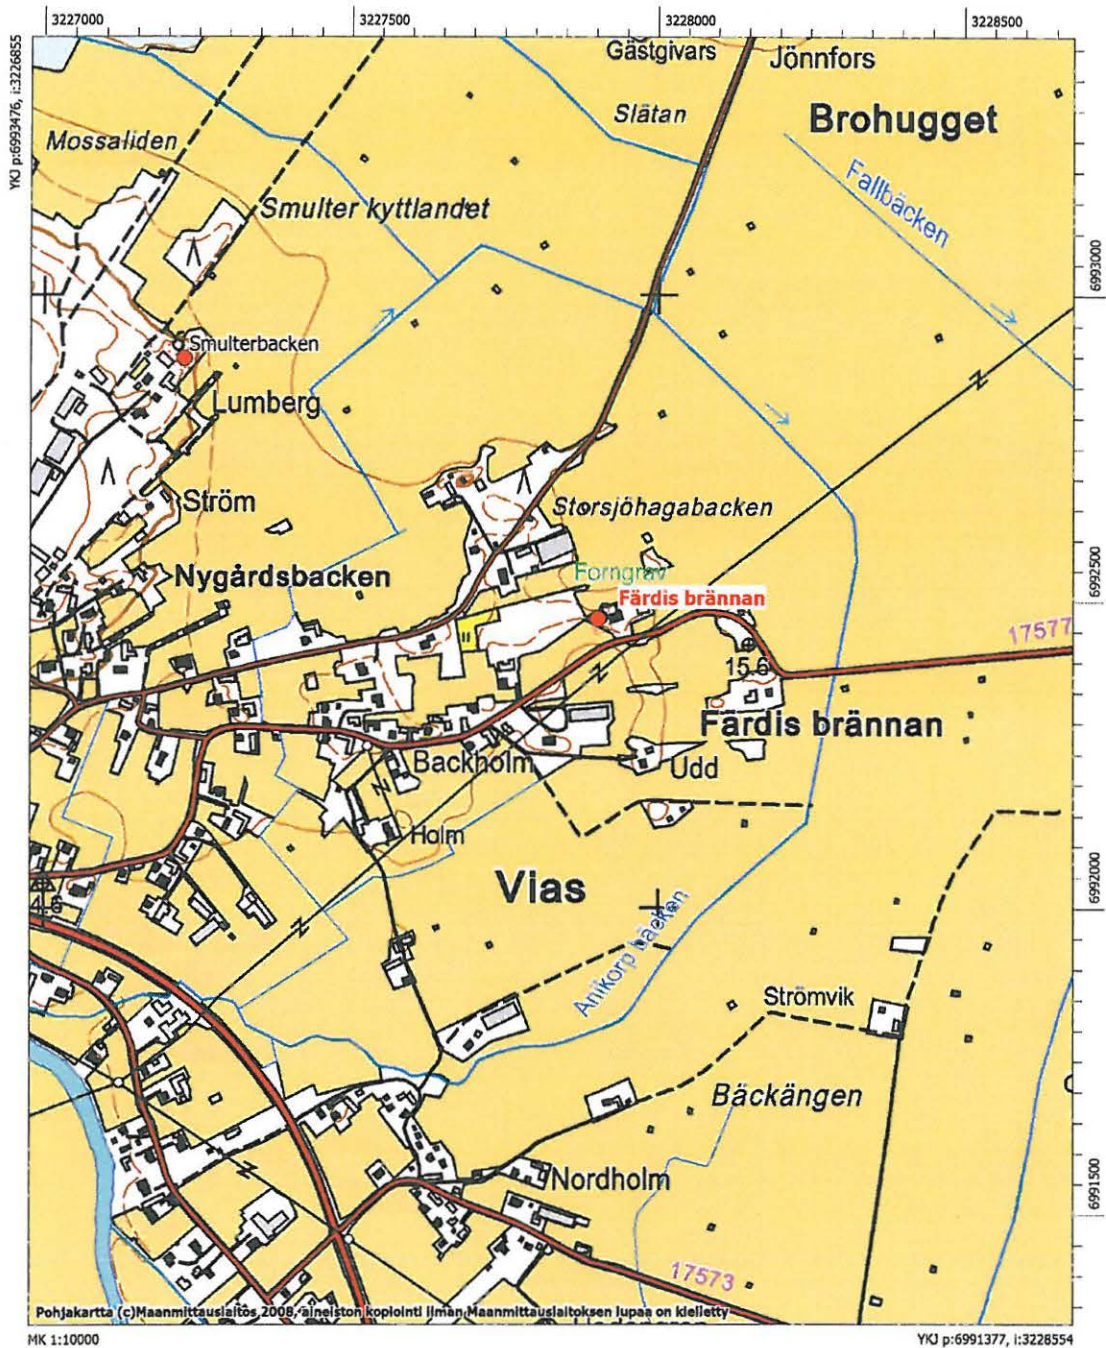 3227000
3227500
3228000
3228500
YKJ p:6993476, i:3226855
Gästgivars
Jönnfors
Slätan
Brohugget
Mossaliden
Fallbäcken
Smulter kyttlandet
6993000
Smulterbacken
Lumberg
Ström
Storsjöhagabacken
Nygårdsbacken
Forngrav
6992500
Färdis brännan
17577
15.6
Färdis brännan
Backholm
Udd
Holm
Vias
6992000
4.6
Anikorp bäcken
Strömvik
Bäckängen
Nordholm
6991500
17573
Pohjakartta (c)Maanmittauslaitos 2008, aineiston kopiointi ilman Maanmittauslaitoksen lupaa on kielletty
MK 1:10000
YKJ p:6991377, i:3228554